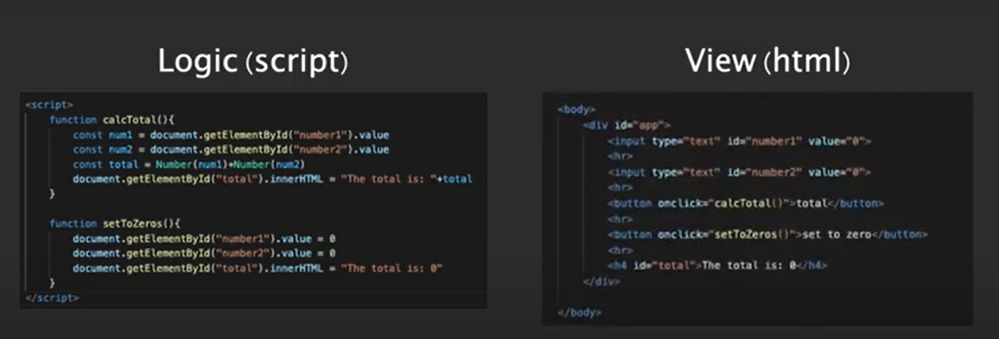 Logic (script)
<script>
function calcTotal(){
const num1 = document.getElementById("number1").value
const num2 = document.getElementById("number2").value
const total = Number(num1)+Number(num2)
document.getElementById("total").innerHTML = "The total is: "+total
}
function setToZeros(){
document.getElementById("number1").value = 0
document.getElementById("number2").value = 0
document.getElementById("total").innerHTML = "The total is: 0"
}
</script>
View (html)
<body>
<div id="app">
<input type="text" id="number1" value="0">
<hr>
<input type="text" id="number2" value="0">
<hr>
<button onclick="calcTotal()">total</button>
<hr>
<button onclick="setToZeros()">set to zero</button>
<hr>
<h4 id="total">The total is: 0</h4>
</div>
</body>